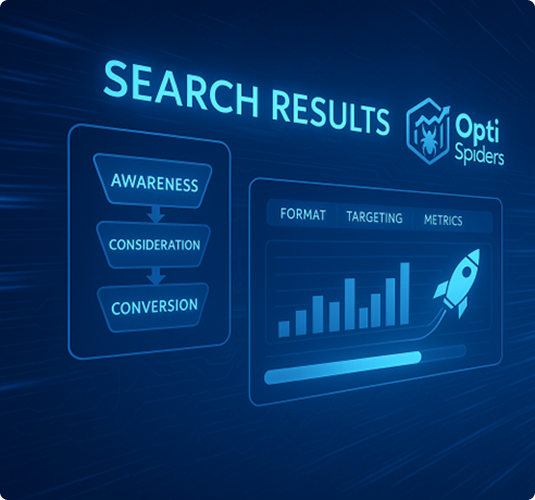 SEARCH RESULTS
Opti
Spiders
AWARENESS
CONSIDERATION
CONVERSION
FORMAT TARGETING METRICS